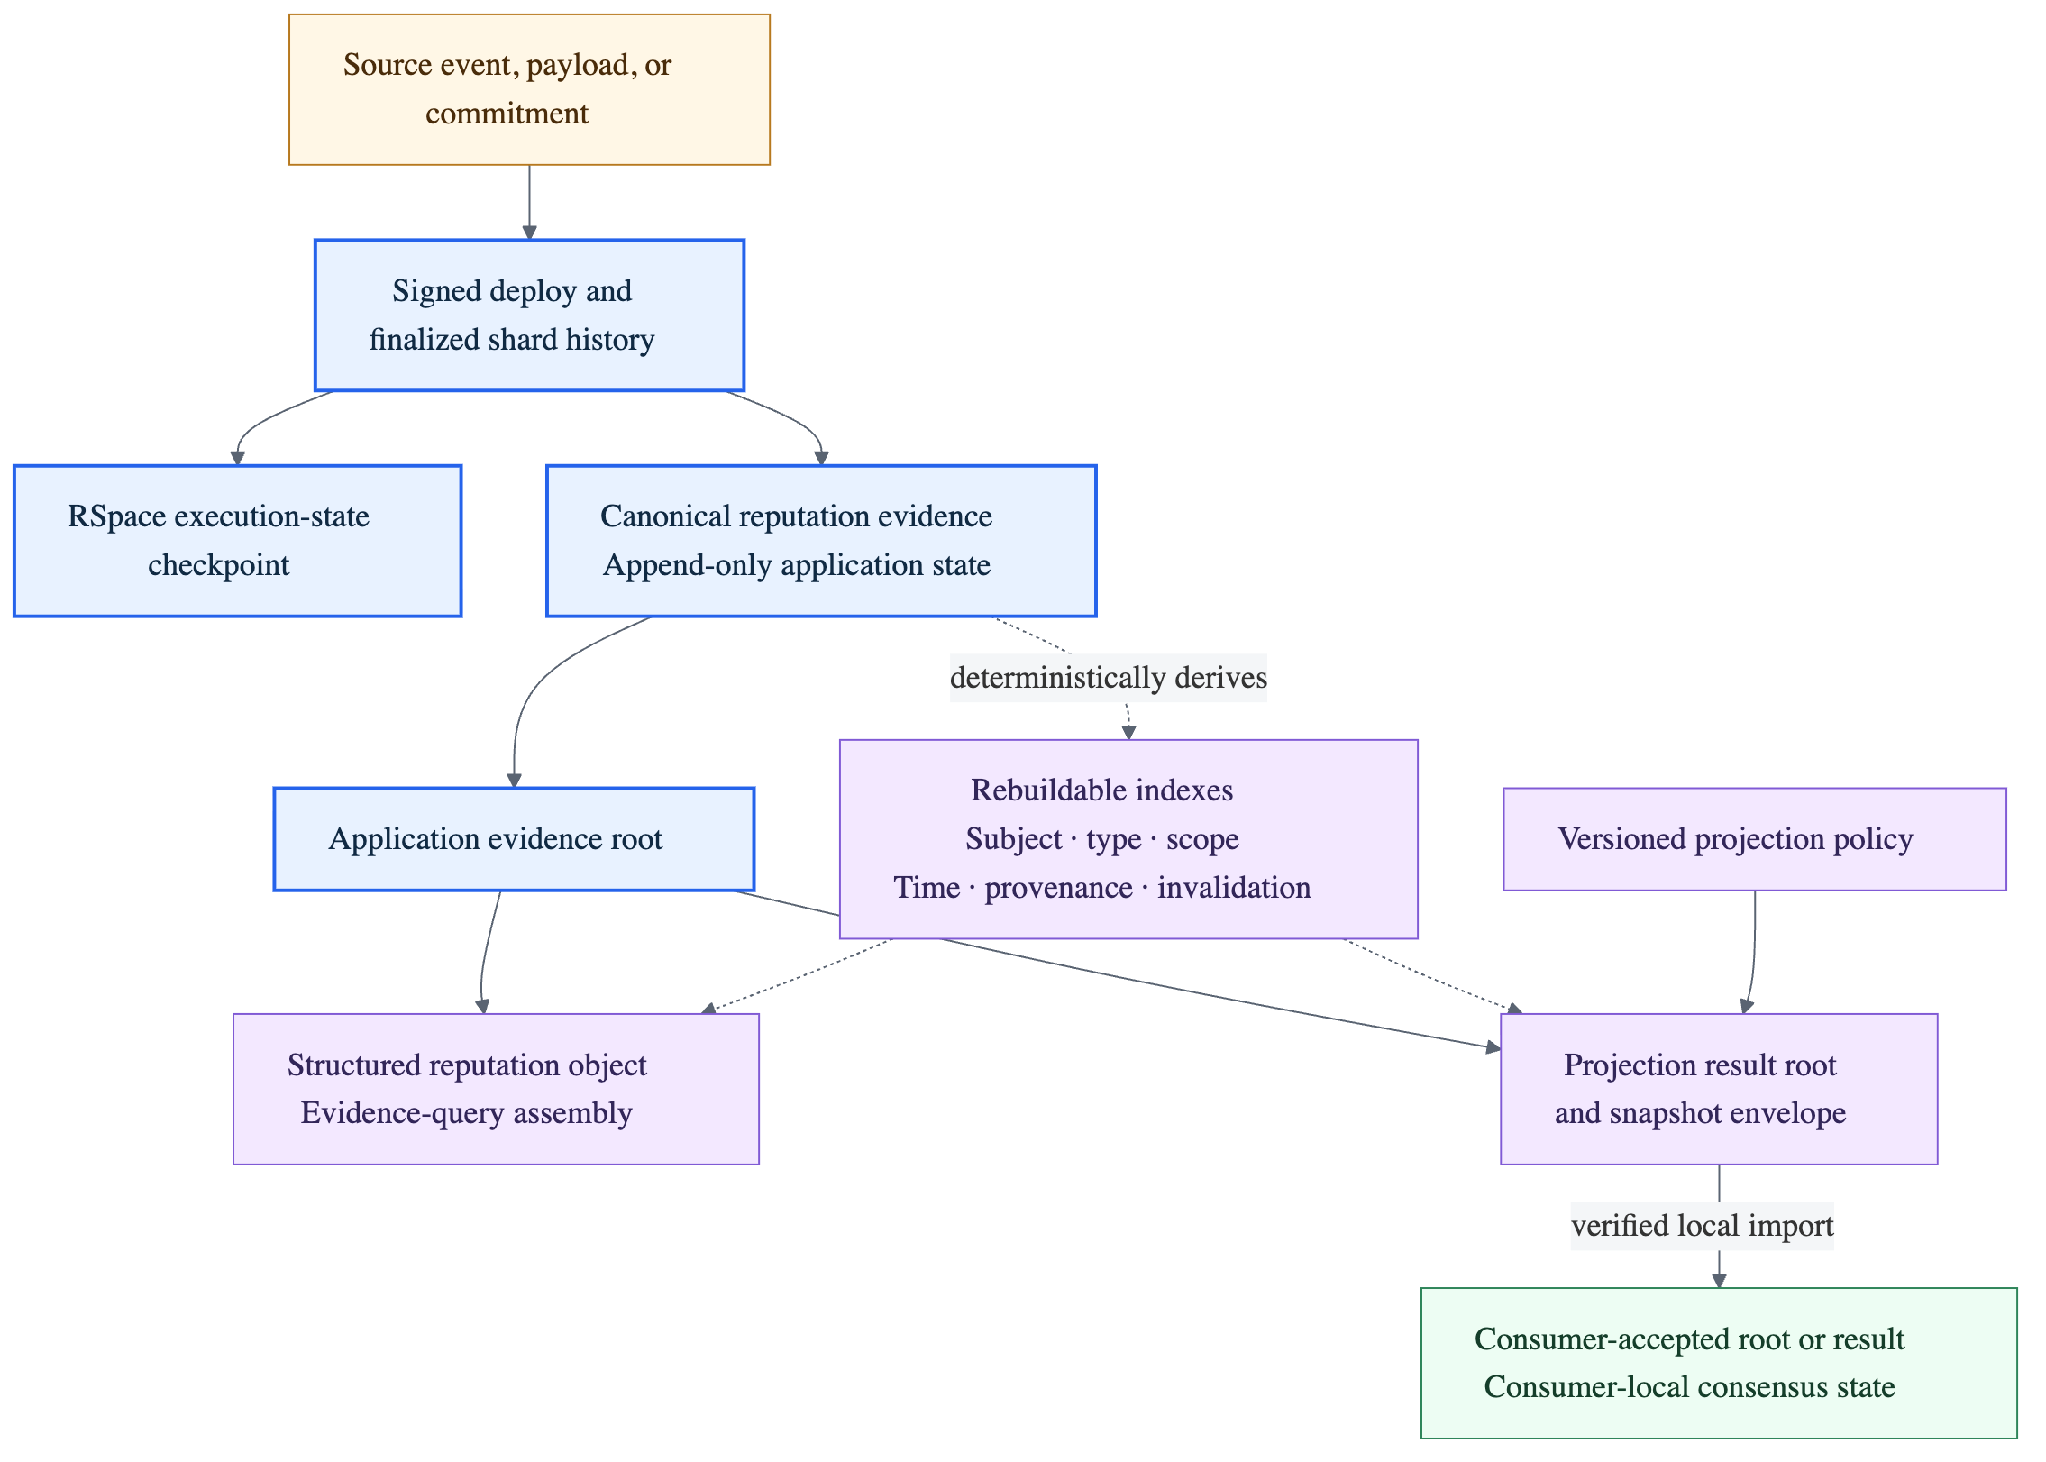 Source event, payload, or
commitment
Signed deploy and
finalized shard history
RSpace execution-state
checkpoint
Canonical reputation evidence
Append-only application state
deterministically derives
Application evidence root
Rebuildable indexes
Subject · type · scope
Time · provenance · invalidation
Versioned projection policy
Structured reputation object
Evidence-query assembly
Projection result root
and snapshot envelope
verified local import
Consumer-accepted root or result
Consumer-local consensus state